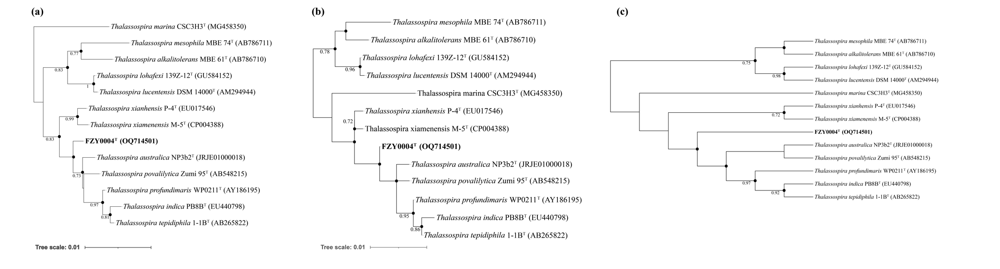 (a)
Thalassospira marina CSC3H3ᵀ (MG458350)
Thalassospira mesophila MBE 74ᵀ (AB786711)
0.77
Thalassospira alkalitolerans MBE 61ᵀ (AB786710)
0.83
Thalassospira lohafexi 139Z-12ᵀ (GU584152)
1
Thalassospira lucentensis DSM 14000ᵀ (AM294944)
Thalassospira xianhensis P-4ᵀ (EU017546)
0.99
Thalassospira xiamenensis M-5ᵀ (CP004388)
0.83
FZY0004ᵀ (OQ714501)
Thalassospira australica NP3b2ᵀ (JRJE01000018)
0.73
Thalassospira povalilytica Zumi 95ᵀ (AB548215)
Thalassospira profundimaris WP0211ᵀ (AY186195)
0.97
Thalassospira indica PB8Bᵀ (EU440798)
0.81
Thalassospira tepidiphila 1-1Bᵀ (AB265822)
Tree scale: 0.01
(b)
Thalassospira mesophila MBE 74ᵀ (AB786711)
Thalassospira alkalitolerans MBE 61ᵀ (AB786710)
0.78
Thalassospira lohafexi 139Z-12ᵀ (GU584152)
0.96
Thalassospira lucentensis DSM 14000ᵀ (AM294944)
Thalassospira marina CSC3H3ᵀ (MG458350)
Thalassospira xianhensis P-4ᵀ (EU017546)
0.72
Thalassospira xiamenensis M-5ᵀ (CP004388)
FZY0004ᵀ (OQ714501)
Thalassospira australica NP3b2ᵀ (JRJE01000018)
Thalassospira povalilytica Zumi 95ᵀ (AB548215)
Thalassospira profundimaris WP0211ᵀ (AY186195)
0.95
Thalassospira indica PB8Bᵀ (EU440798)
0.86
Thalassospira tepidiphila 1-1Bᵀ (AB265822)
Tree scale: 0.01
(c)
Thalassospira mesophila MBE 74ᵀ (AB786711)
Thalassospira alkalitolerans MBE 61ᵀ (AB786710)
0.75
Thalassospira lohafexi 139Z-12ᵀ (GU584152)
0.98
Thalassospira lucentensis DSM 14000ᵀ (AM294944)
Thalassospira marina CSC3H3ᵀ (MG458350)
Thalassospira xianhensis P-4ᵀ (EU017546)
0.72
Thalassospira xiamenensis M-5ᵀ (CP004388)
FZY0004ᵀ (OQ714501)
Thalassospira australica NP3b2ᵀ (JRJE01000018)
Thalassospira povalilytica Zumi 95ᵀ (AB548215)
Thalassospira profundimaris WP0211ᵀ (AY186195)
0.97
Thalassospira indica PB8Bᵀ (EU440798)
0.92
Thalassospira tepidiphila 1-1Bᵀ (AB265822)